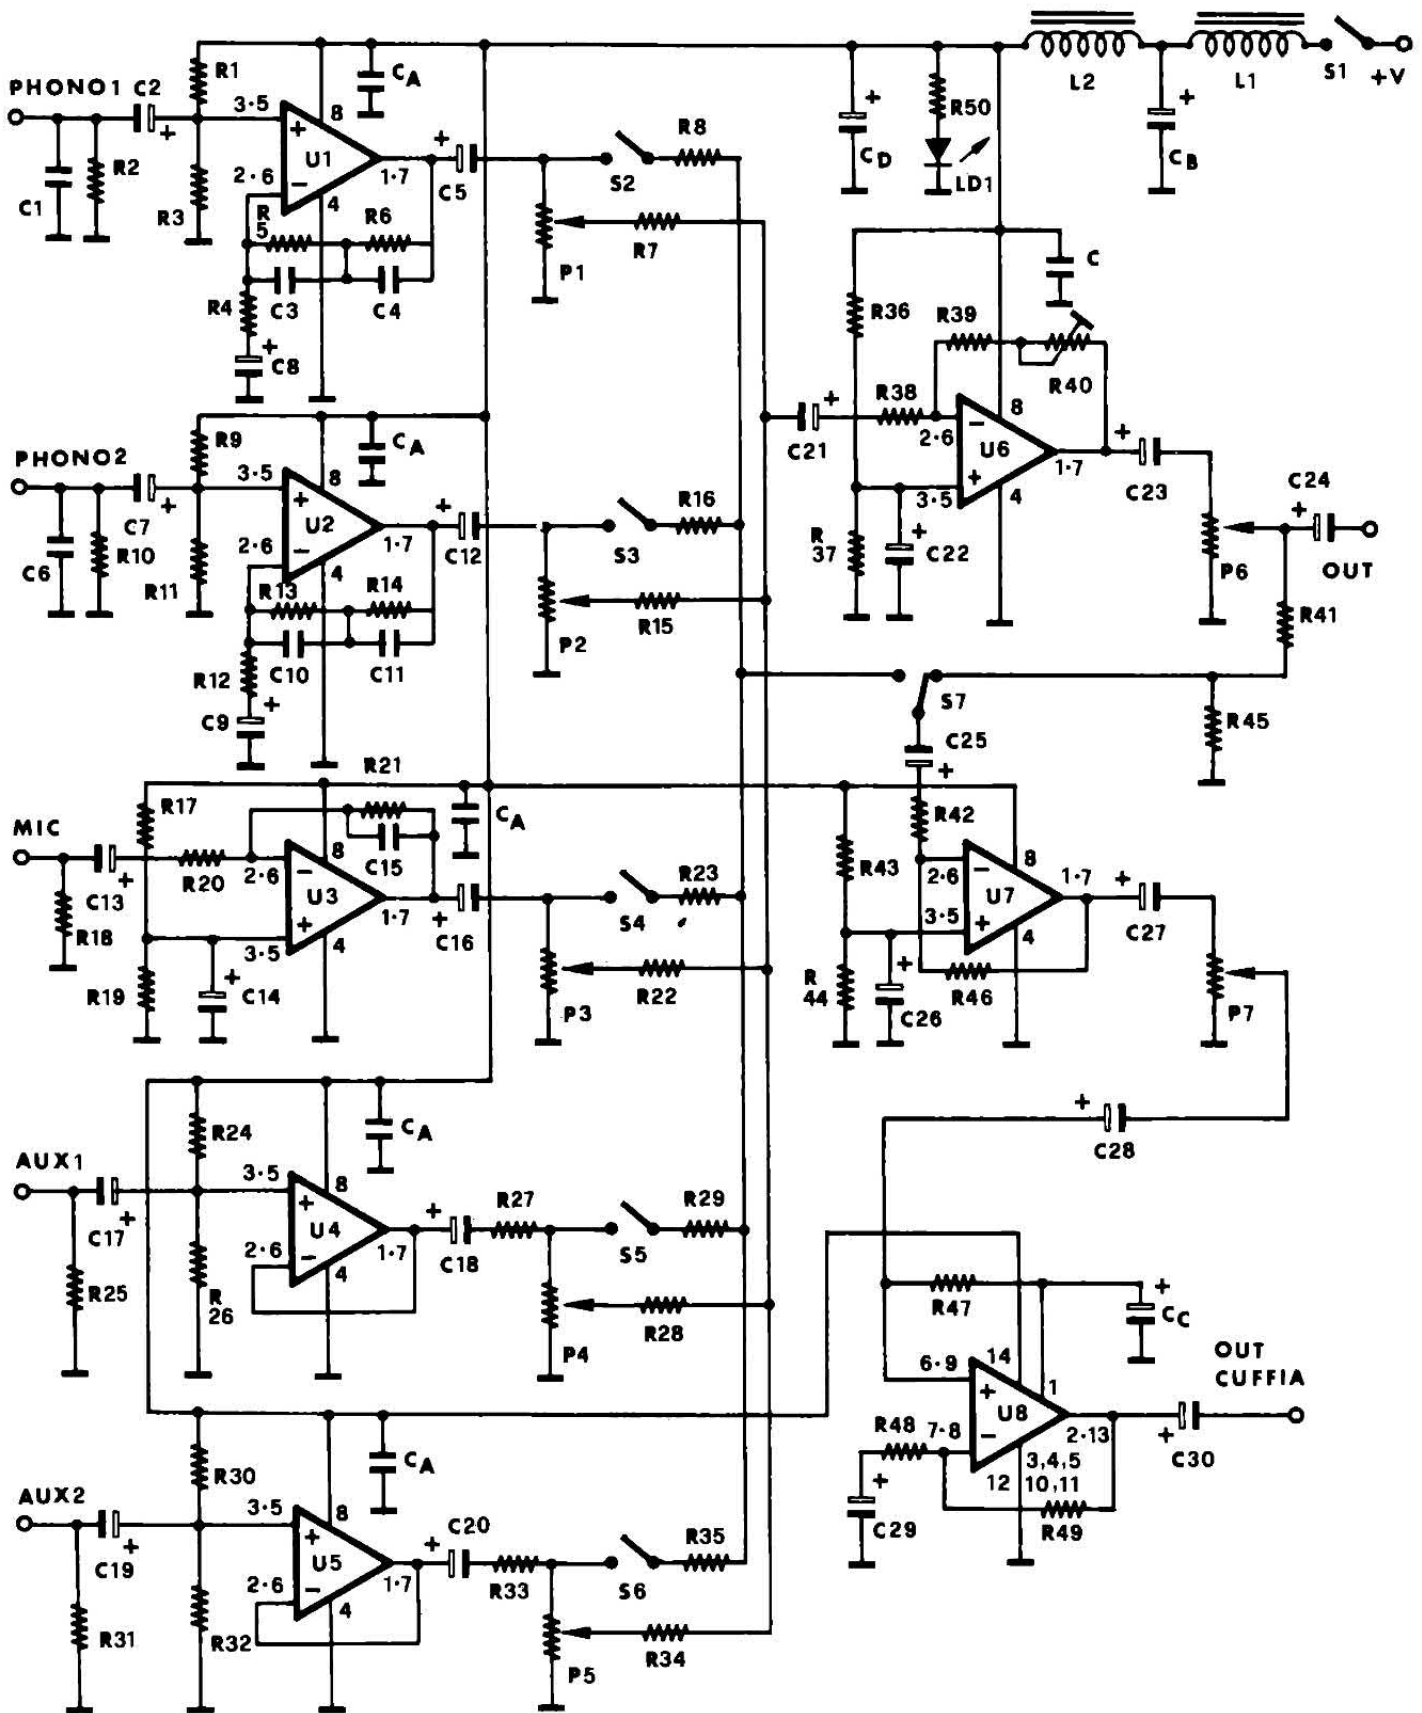 PHONO1
C2
R1
3·5
+
8
CA
U1
2·6
−
4
1·7
C5
+
C1
R2
R3
R
5
R6
R4
C3
C4
+
C8
S2
R8
R7
P1
PHONO2
R9
CA
3·5
+
8
U2
2·6
−
4
1·7
C12
+
C7
C6
R10
R11
R13
R14
R12
C10
C11
C9
+
S3
R16
R15
P2
MIC
R17
R21
CA
C15
R20
2·6
−
8
U3
+
4
3·5
1·7
C13
+
R18
R19
+
C14
+
C16
S4
R23
R22
P3
AUX1
R24
CA
3·5
+
8
U4
2·6
−
4
1·7
C17
+
R25
R
26
+
C18
R27
S5
R29
R28
P4
AUX2
R30
CA
3·5
+
8
U5
2·6
−
4
1·7
C19
+
R31
R32
+
C20
R33
S6
R35
R34
P5
L2
L1
S1
+V
+
CD
R50
LD1
+
CB
C
R36
R39
R40
R38
+
C21
2·6
−
8
U6
+
4
3·5
1·7
+
C23
R
37
+
C22
P6
C24
+
OUT
R41
S7
R45
C25
+
R42
R43
2·6
−
8
U7
3·5
+
4
1·7
+
C27
R
44
+
C26
R46
P7
+
C28
R47
+
CC
6·9
14
1
+
U8
−
7·8
2·13
R48
12
3,4,5
10,11
+
C29
R49
+
C30
OUT
CUFFIA